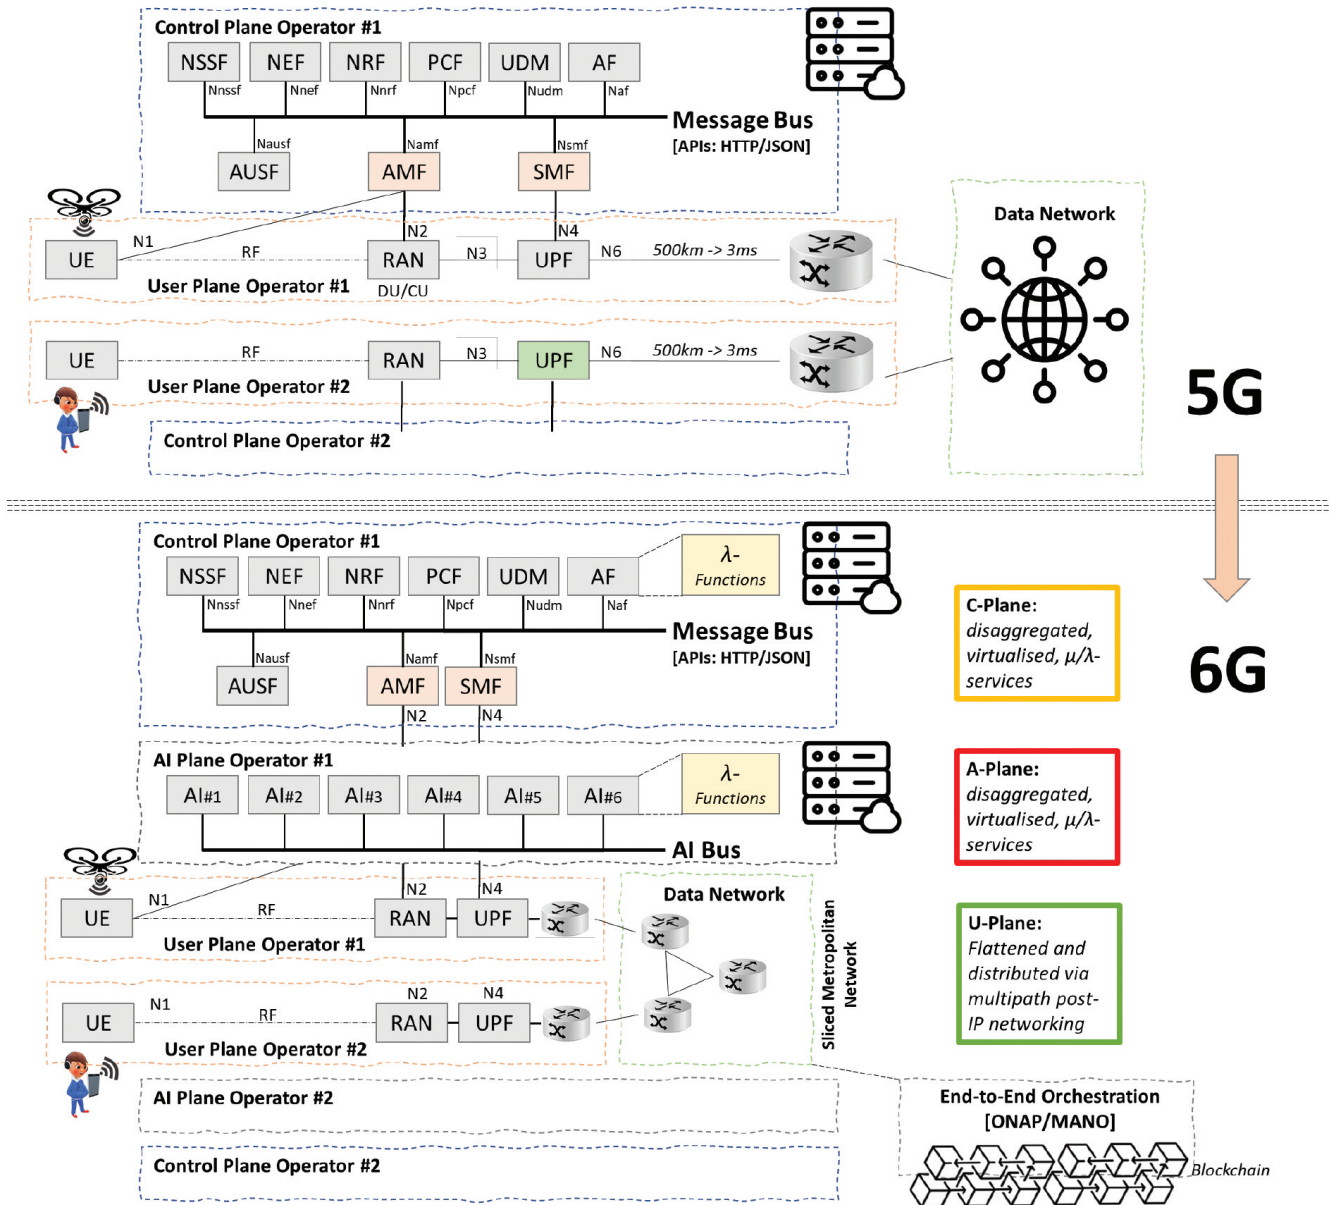 Control Plane Operator #1
NSSF NEF NRF PCF UDM AF
Nnssf Nnef Nnrf Npcf Nudm Naf
Message Bus
[APIs: HTTP/JSON]
Nausf Namf Nsmf
AUSF AMF SMF
Data Network
N1 N2 N4
UE RF RAN N3 UPF N6 500km -> 3ms
User Plane Operator #1
DU/CU
UE RF RAN N3 UPF N6 500km -> 3ms
User Plane Operator #2
Control Plane Operator #2
5G
Control Plane Operator #1
NSSF NEF NRF PCF UDM AF
λ-
Functions
Nnssf Nnef Nnrf Npcf Nudm Naf
Message Bus
[APIs: HTTP/JSON]
Nausf Namf Nsmf
AUSF AMF SMF
N2 N4
C-Plane:
disaggregated,
virtualised, μ/λ-
services
6G
AI Plane Operator #1
AI#1 AI#2 AI#3 AI#4 AI#5 AI#6
λ-
Functions
AI Bus
A-Plane:
disaggregated,
virtualised, μ/λ-
services
N1 N2 N4
UE RF RAN UPF
User Plane Operator #1
Data Network
Sliced Metropolitan
Network
U-Plane:
Flattened and
distributed via
multipath post-
IP networking
N1 N2 N4
UE RF RAN UPF
User Plane Operator #2
AI Plane Operator #2
End-to-End Orchestration
[ONAP/MANO]
Control Plane Operator #2
Blockchain